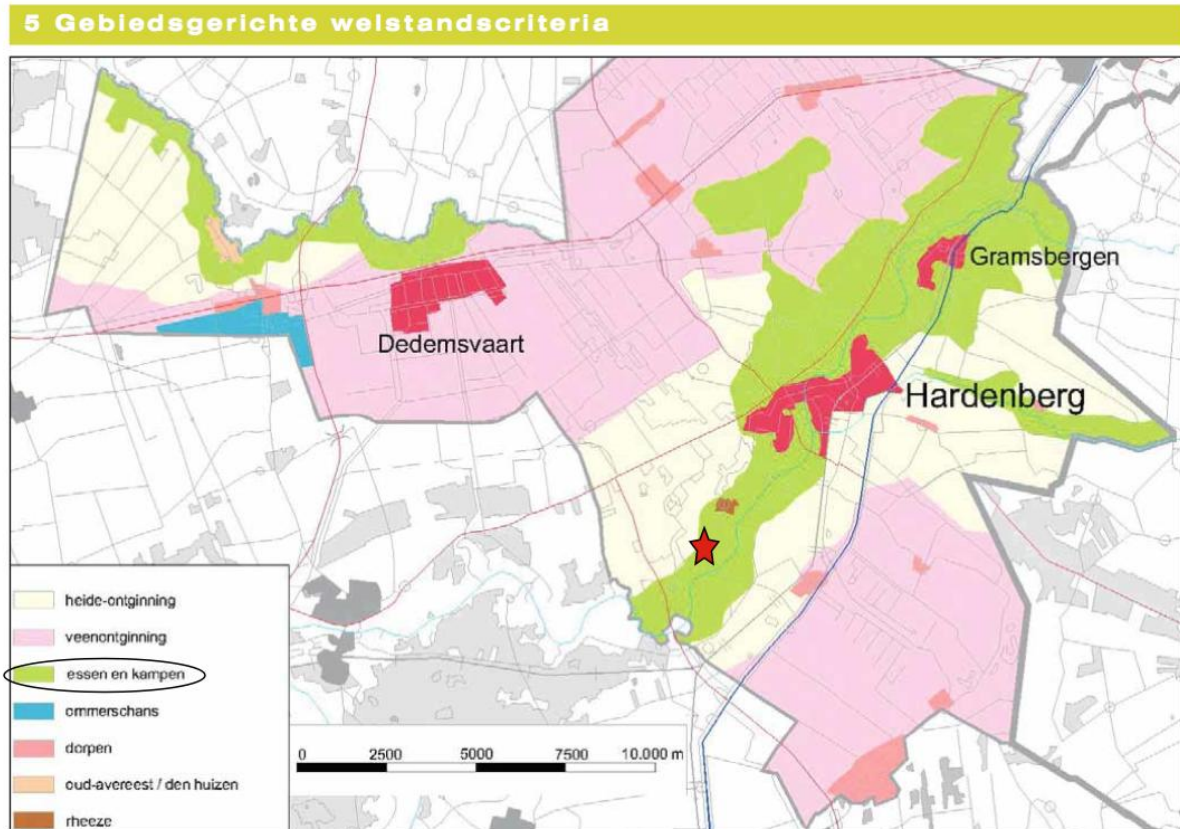 5 Gebiedsgerichte welstandscriteria
Gramsbergen
Dedemsvaart
Hardenberg
heide-ontginning
veenontginning
essen en kampen
ommerschans
dorpen
oud-avereest / den huizen
rheeze
0 2500 5000 7500 10.000 m